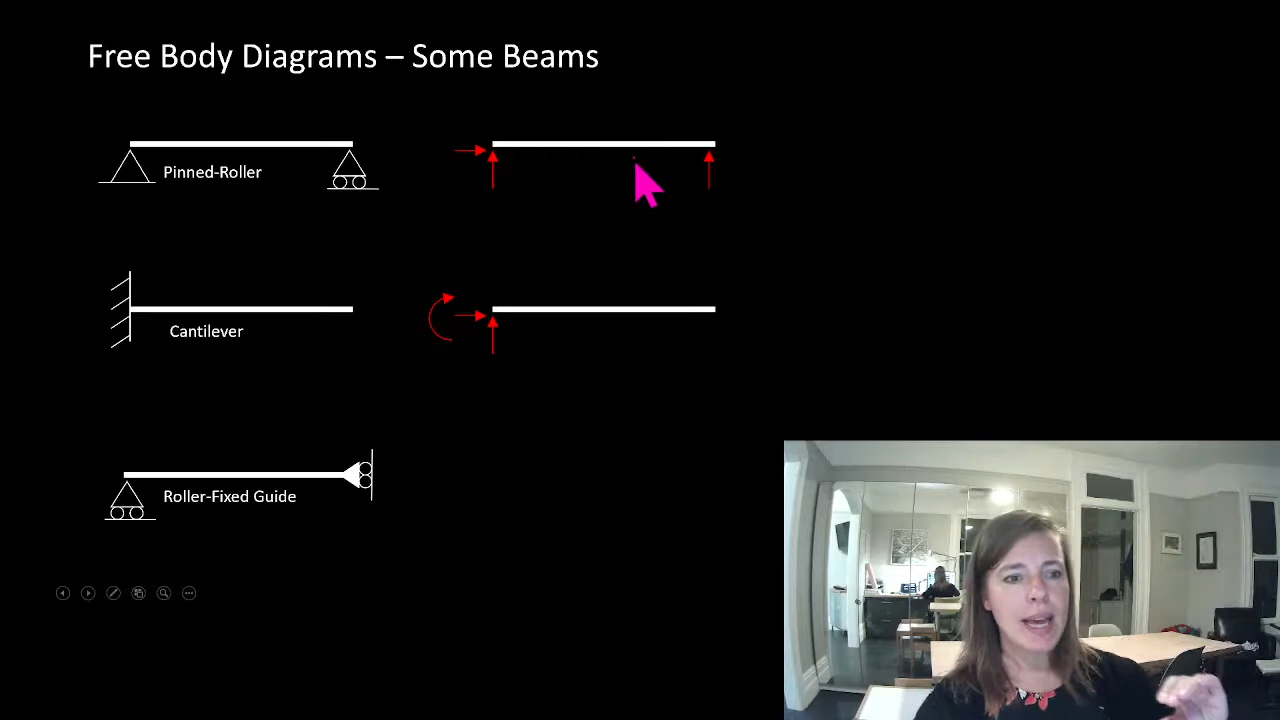 Free Body Diagrams – Some Beams
Pinned-Roller
Cantilever
Roller-Fixed Guide